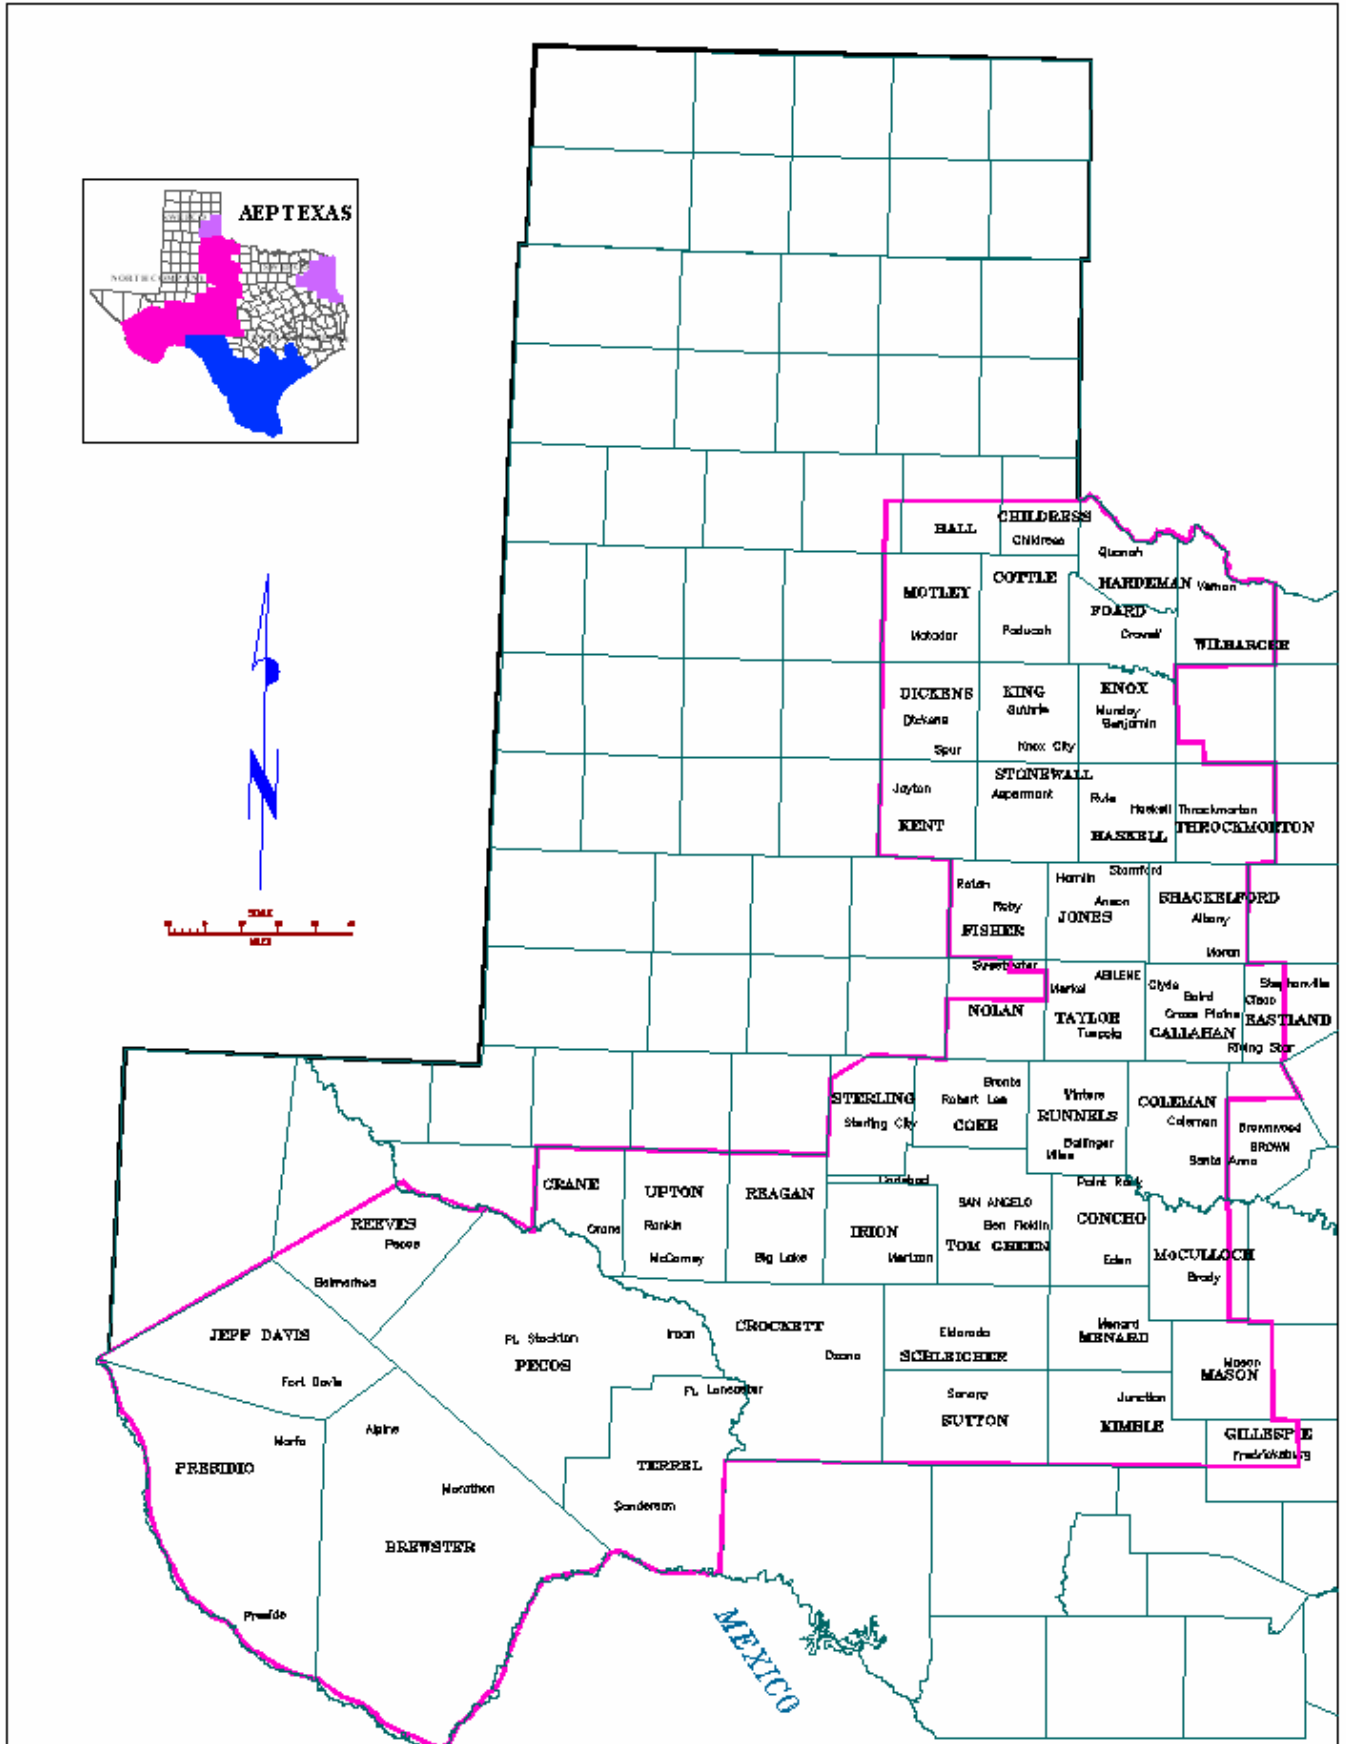 AEP TEXAS
HALL
CHILDRESS
Childress
Quanah
MOTLEY
COTTLE
HARDEMAN
Vernon
FOARD
Matador
Paducah
Crowell
WILBARGER
DICKENS
KING
KNOX
Dickens
Guthrie
Munday
Benjamin
Spur
Knox City
STONEWALL
Jayton
Aspermont
Rule
Haskell
Throckmorton
KENT
HASKELL
THROCKMORTON
Rotan
Hamlin
Stamford
Roby
Anson
SHACKELFORD
FISHER
JONES
Albany
Moran
Sweetwater
ABILENE
Merkel
Clyde
Stephenville
Baird
Cisco
NOLAN
TAYLOR
Cross Plains
EASTLAND
Tuscola
CALLAHAN
Rising Star
STERLING
Bronte
Robert Lee
Winters
COLEMAN
Sterling City
COKE
RUNNELS
Coleman
Brownwood
Ballinger
BROWN
Miles
Santa Anna
Carlsbad
Paint Rock
CRANE
UPTON
REAGAN
SAN ANGELO
CONCHO
REEVES
Crane
Rankin
IRION
Ben Ficklin
Pecos
TOM GREEN
McCamey
Big Lake
Mertzon
Eden
McCULLOCH
Balmorhea
Brady
JEFF DAVIS
Ft. Stockton
Iraan
CROCKETT
Eldorado
Menard
MENARD
PECOS
Ozona
SCHLEICHER
Mason
MASON
Fort Davis
Ft. Lancaster
Sonora
Junction
Alpine
SUTTON
KIMBLE
GILLESPIE
Marfa
Fredricksburg
PRESIDIO
TERREL
Marathon
Sanderson
BREWSTER
Presidio
MEXICO
N
SCALE
MILES